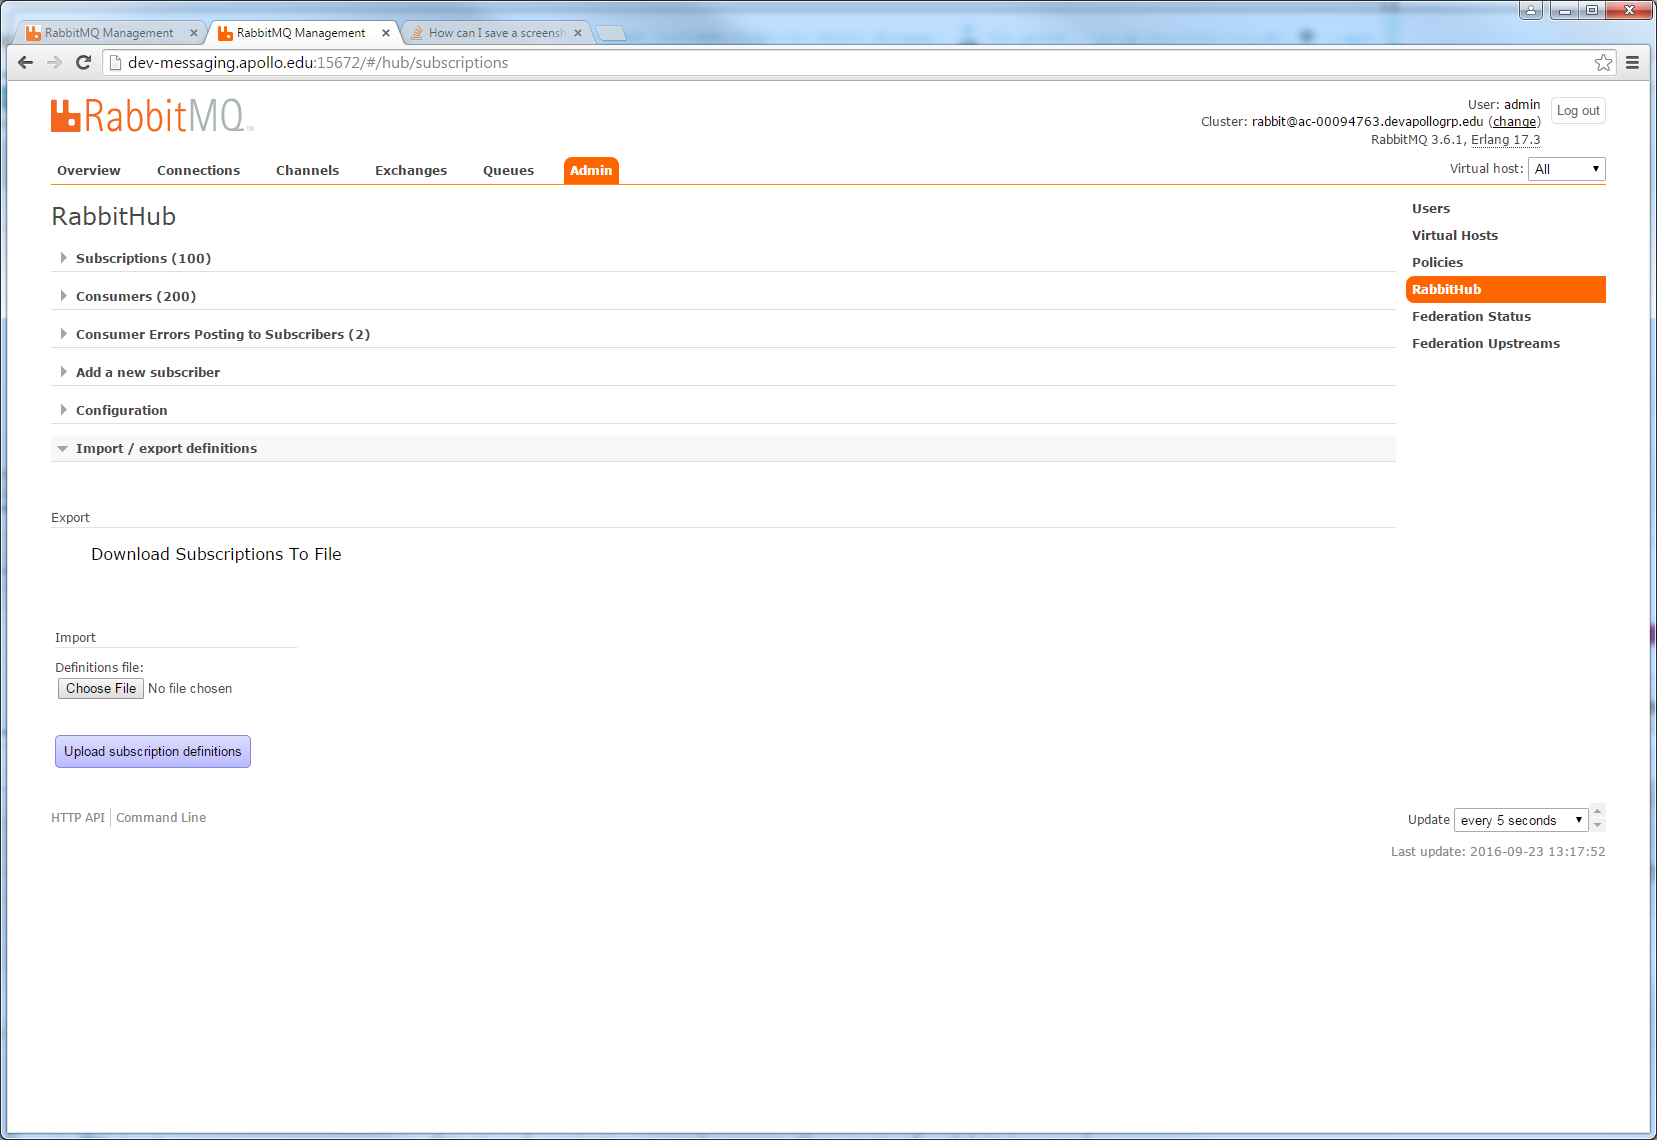 RabbitMQ Management
RabbitMQ Management
How can I save a screensh
dev-messaging.apollo.edu:15672/#/hub/subscriptions
RabbitMQ TM
User: admin
Log out
Cluster: rabbit@ac-00094763.devapollogrp.edu (change)
RabbitMQ 3.6.1, Erlang 17.3
Overview Connections Channels Exchanges Queues Admin
Virtual host: All
RabbitHub
Subscriptions (100)
Consumers (200)
Consumer Errors Posting to Subscribers (2)
Add a new subscriber
Configuration
Import / export definitions
Users
Virtual Hosts
Policies
RabbitHub
Federation Status
Federation Upstreams
Export
Download Subscriptions To File
Import
Definitions file:
Choose File No file chosen
Upload subscription definitions
HTTP API Command Line
Update every 5 seconds
Last update: 2016-09-23 13:17:52